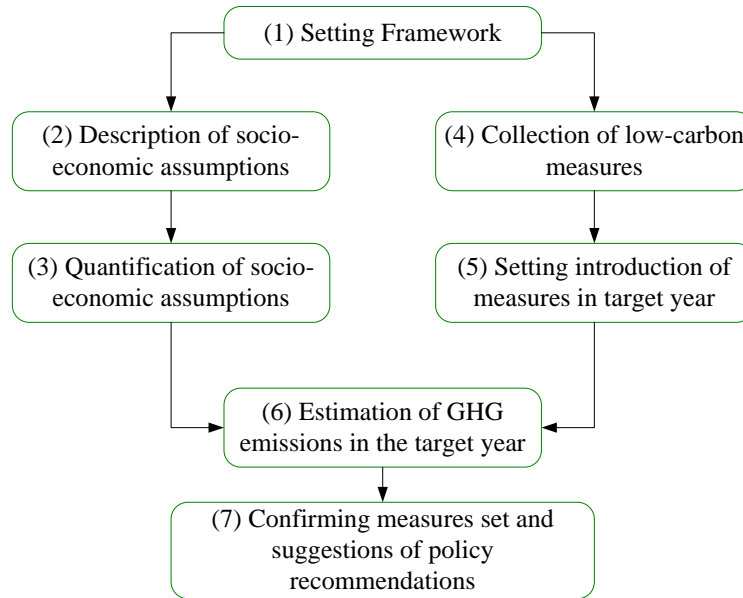 (1) Setting Framework
(2) Description of socio-
economic assumptions
(3) Quantification of socio-
economic assumptions
(4) Collection of low-carbon
measures
(5) Setting introduction of
measures in target year
(6) Estimation of GHG
emissions in the target year
(7) Confirming measures set and
suggestions of policy
recommendations